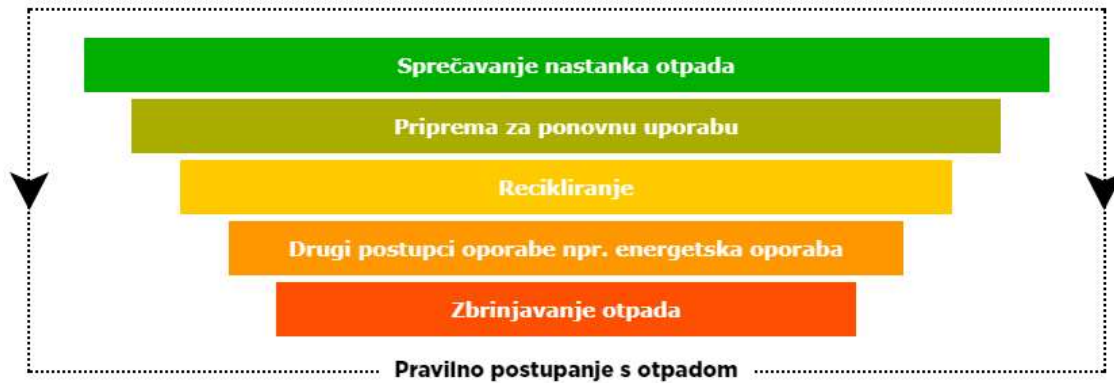 Sprečavanje nastanka otpada
Priprema za ponovnu uporabu
Recikliranje
Drugi postupci oporabe npr. energetska oporaba
Zbrinjavanje otpada
Pravilno postupanje s otpadom